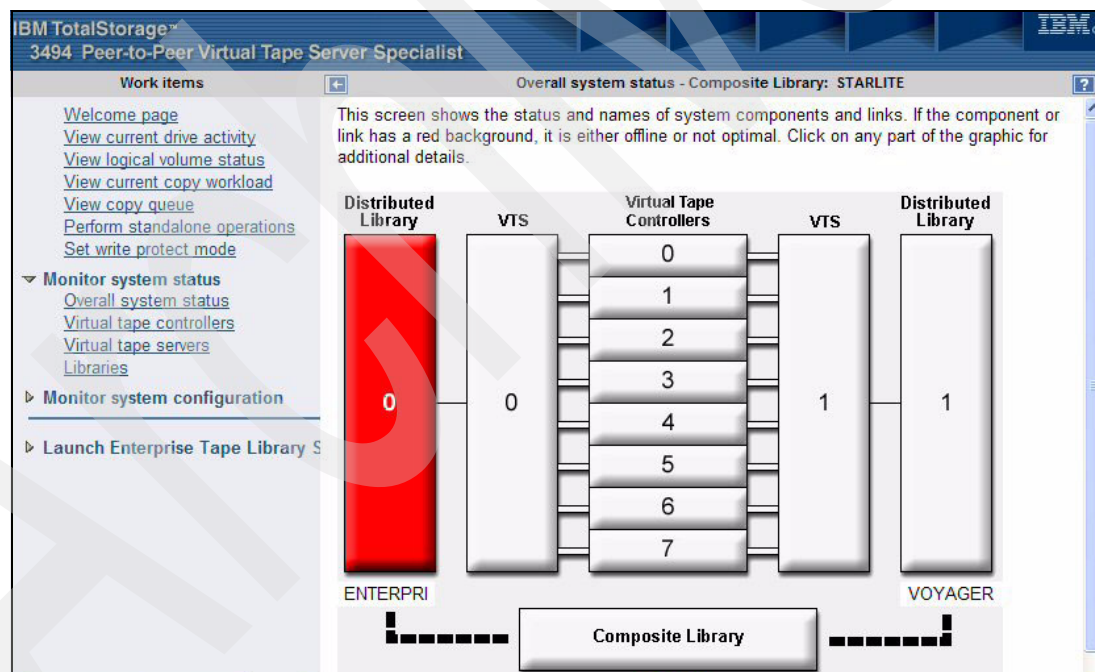 IBM TotalStorage™
3494 Peer-to-Peer Virtual Tape Server Specialist
IBM
Work items
Overall system status - Composite Library: STARLITE
?
Welcome page
View current drive activity
View logical volume status
View current copy workload
View copy queue
Perform standalone operations
Set write protect mode
Monitor system status
Overall system status
Virtual tape controllers
Virtual tape servers
Libraries
Monitor system configuration
Launch Enterprise Tape Library S
This screen shows the status and names of system components and links. If the component or
link has a red background, it is either offline or not optimal. Click on any part of the graphic for
additional details.
Distributed Library
VTS
Virtual Tape Controllers
VTS
Distributed Library
0
1
2
3
0 0 4 1 1
5
6
7
ENTERPRI VOYAGER
Composite Library